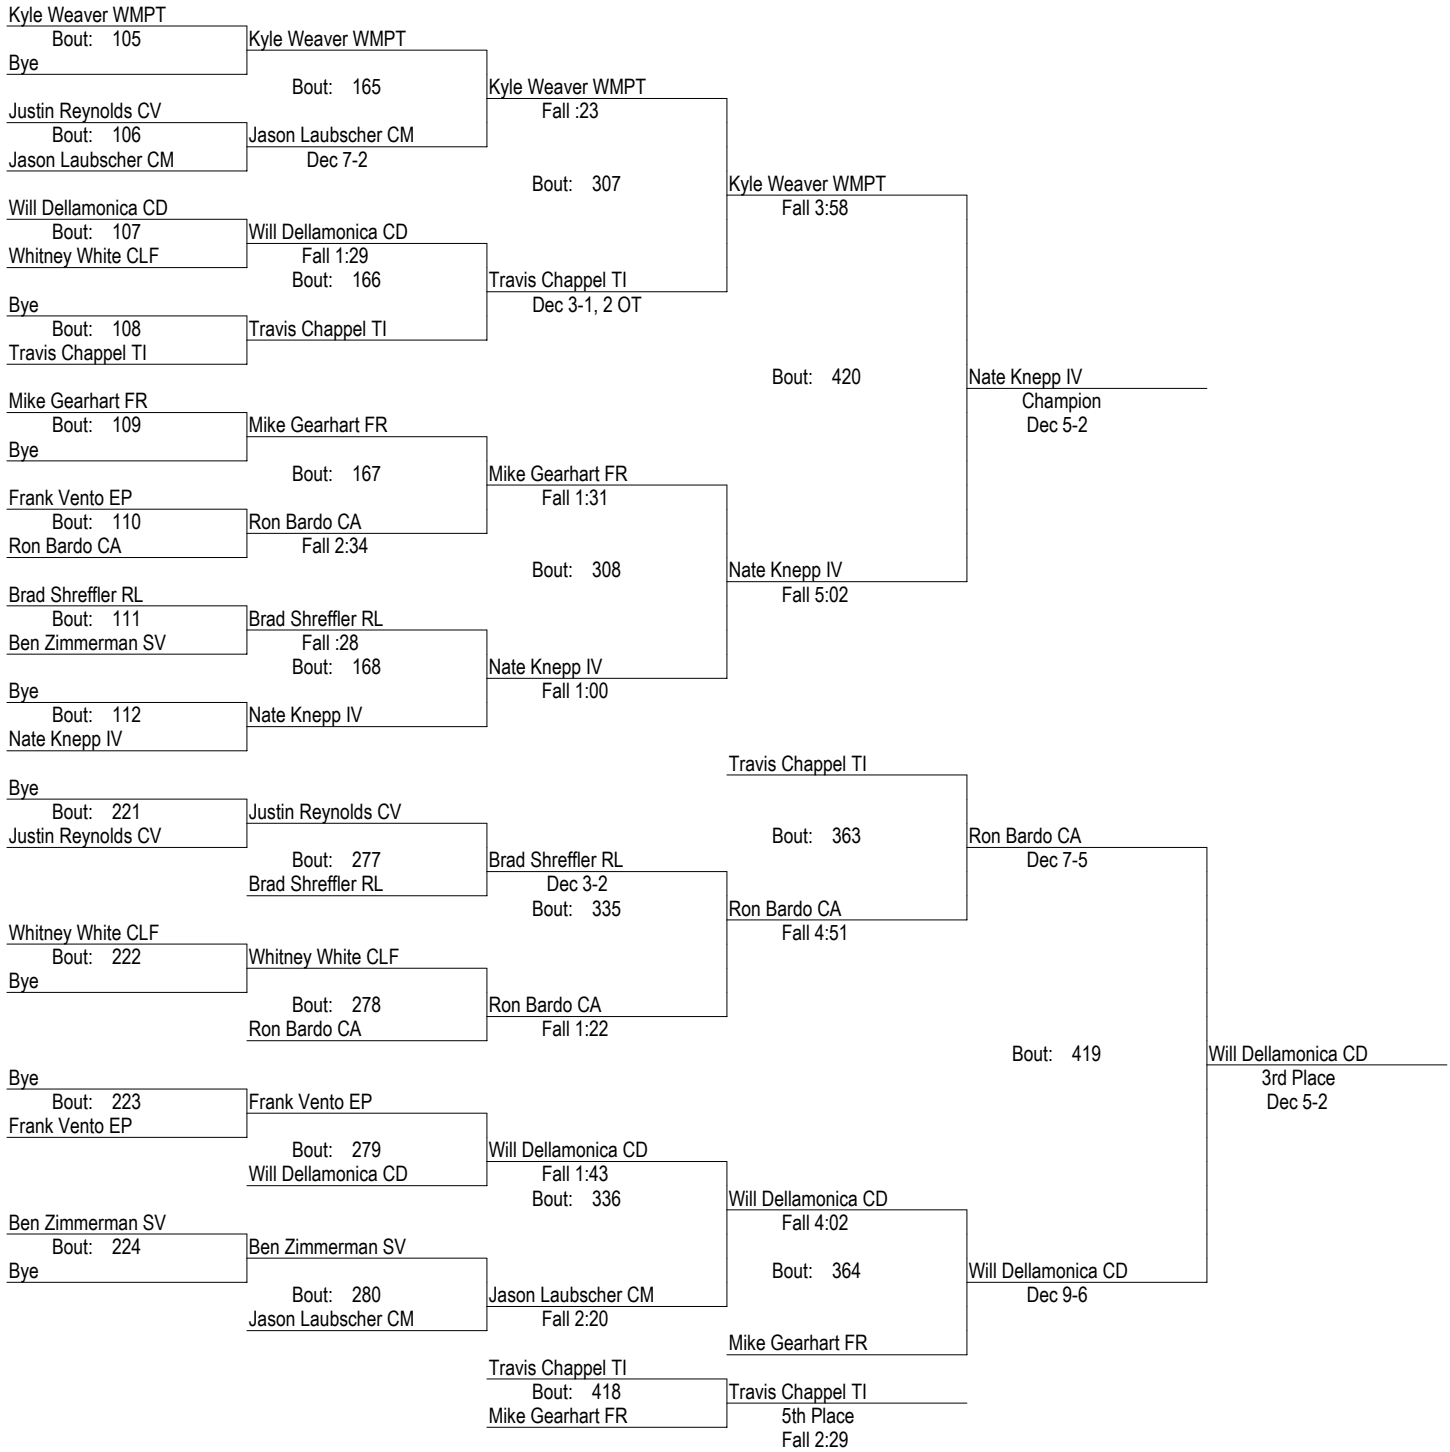 Kyle Weaver WMPT
Bout: 105
Bye
Kyle Weaver WMPT
Bout: 165
Justin Reynolds CV
Bout: 106
Jason Laubscher CM
Jason Laubscher CM
Dec 7-2
Kyle Weaver WMPT
Fall :23
Bout: 307
Will Dellamonica CD
Bout: 107
Whitney White CLF
Will Dellamonica CD
Fall 1:29
Bout: 166
Bye
Bout: 108
Travis Chappel TI
Travis Chappel TI
Travis Chappel TI
Dec 3-1, 2 OT
Kyle Weaver WMPT
Fall 3:58
Bout: 420
Mike Gearhart FR
Bout: 109
Bye
Mike Gearhart FR
Bout: 167
Frank Vento EP
Bout: 110
Ron Bardo CA
Ron Bardo CA
Fall 2:34
Mike Gearhart FR
Fall 1:31
Bout: 308
Brad Shreffler RL
Bout: 111
Ben Zimmerman SV
Brad Shreffler RL
Fall :28
Bout: 168
Bye
Bout: 112
Nate Knepp IV
Nate Knepp IV
Nate Knepp IV
Fall 1:00
Nate Knepp IV
Fall 5:02
Nate Knepp IV
Champion
Dec 5-2
Bye
Bout: 221
Justin Reynolds CV
Justin Reynolds CV
Bout: 277
Brad Shreffler RL
Brad Shreffler RL
Dec 3-2
Bout: 335
Whitney White CLF
Bout: 222
Bye
Whitney White CLF
Bout: 278
Ron Bardo CA
Ron Bardo CA
Fall 1:22
Travis Chappel TI
Bout: 363
Ron Bardo CA
Fall 4:51
Ron Bardo CA
Dec 7-5
Bout: 419
Bye
Bout: 223
Frank Vento EP
Frank Vento EP
Bout: 279
Will Dellamonica CD
Will Dellamonica CD
Fall 1:43
Bout: 336
Ben Zimmerman SV
Bout: 224
Bye
Ben Zimmerman SV
Bout: 280
Jason Laubscher CM
Jason Laubscher CM
Fall 2:20
Will Dellamonica CD
Fall 4:02
Bout: 364
Mike Gearhart FR
Will Dellamonica CD
Dec 9-6
Will Dellamonica CD
3rd Place
Dec 5-2
Travis Chappel TI
Bout: 418
Mike Gearhart FR
Travis Chappel TI
5th Place
Fall 2:29